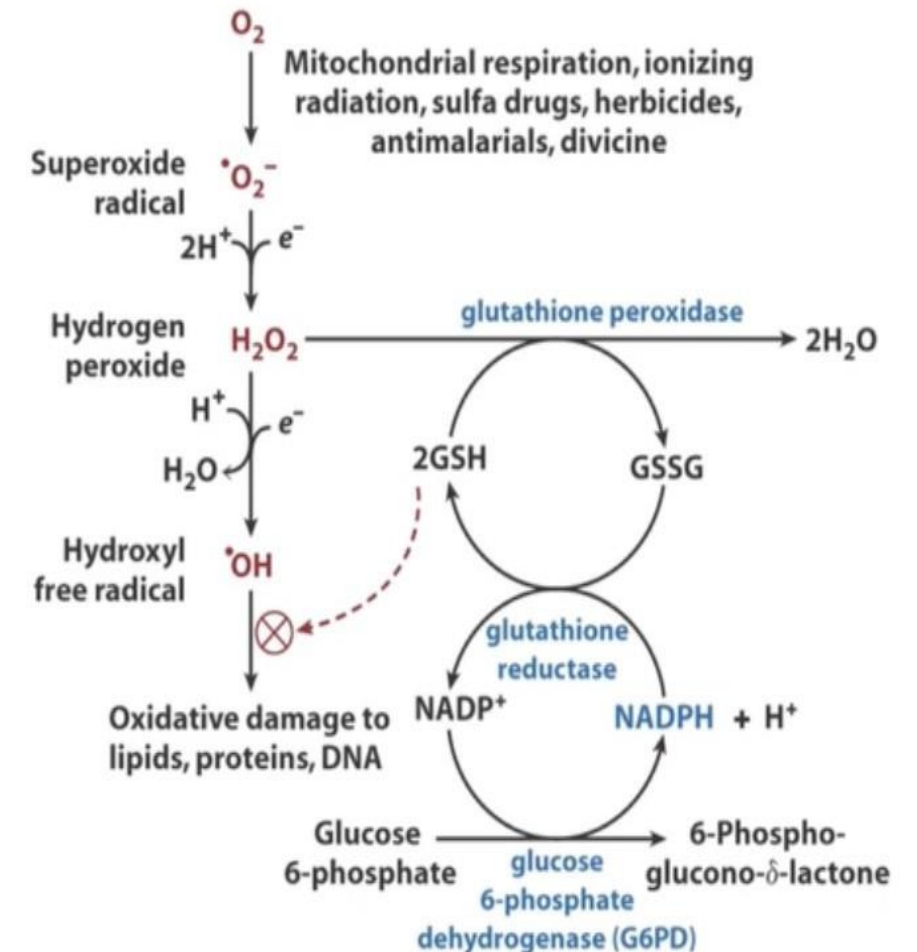 O₂
Mitochondrial respiration, ionizing
radiation, sulfa drugs, herbicides,
antimalarials, divicine
Superoxide
radical
•O₂⁻
2H⁺
e⁻
Hydrogen
peroxide
H₂O₂
glutathione peroxidase
2H₂O
H⁺
e⁻
H₂O
2GSH
GSSG
Hydroxyl
free radical
•OH
glutathione
reductase
Oxidative damage to
lipids, proteins, DNA
NADP⁺
NADPH + H⁺
Glucose
6-phosphate
glucose
6-phosphate
dehydrogenase (G6PD)
6-Phospho-
glucono-δ-lactone